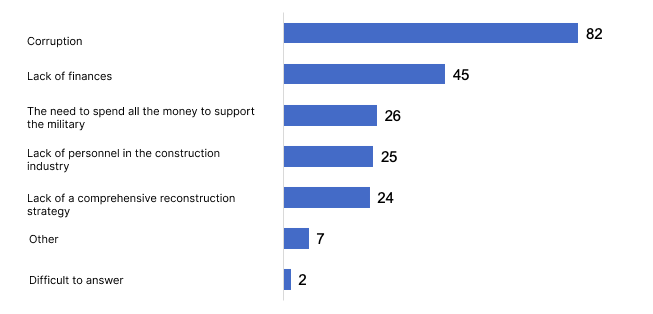 Corruption 82
Lack of finances 45
The need to spend all the money to support
the military 26
Lack of personnel in the construction
industry 25
Lack of a comprehensive reconstruction
strategy 24
Other 7
Difficult to answer 2